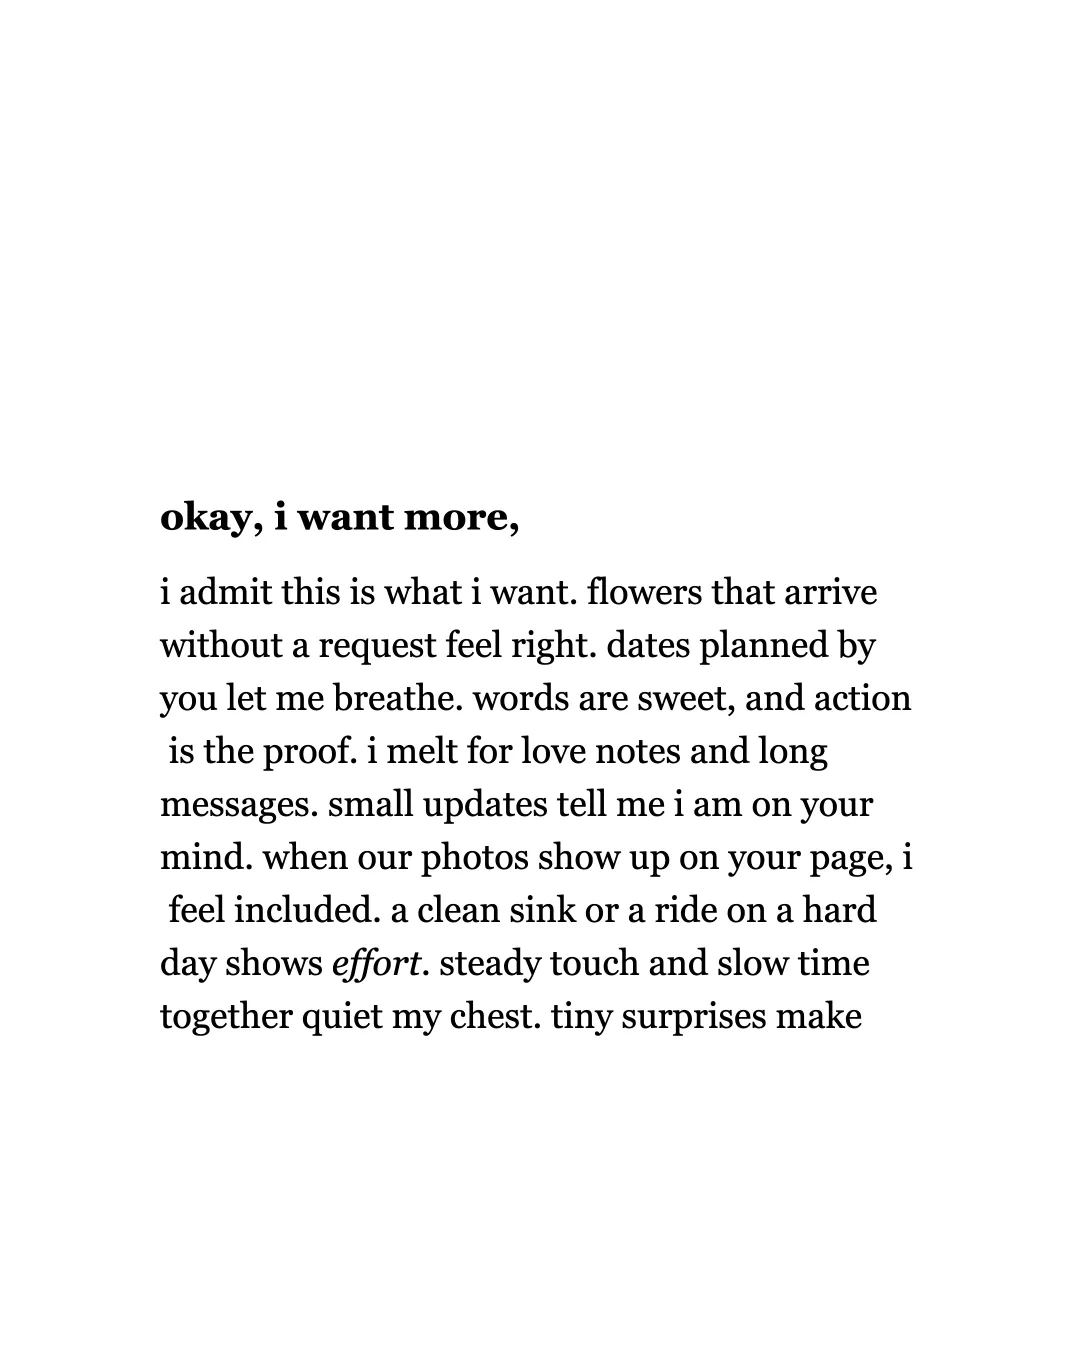 okay, i want more,
i admit this is what i want. flowers that arrive
without a request feel right. dates planned by
you let me breathe. words are sweet, and action
is the proof. i melt for love notes and long
messages. small updates tell me i am on your
mind. when our photos show up on your page, i
feel included. a clean sink or a ride on a hard
day shows effort. steady touch and slow time
together quiet my chest. tiny surprises make